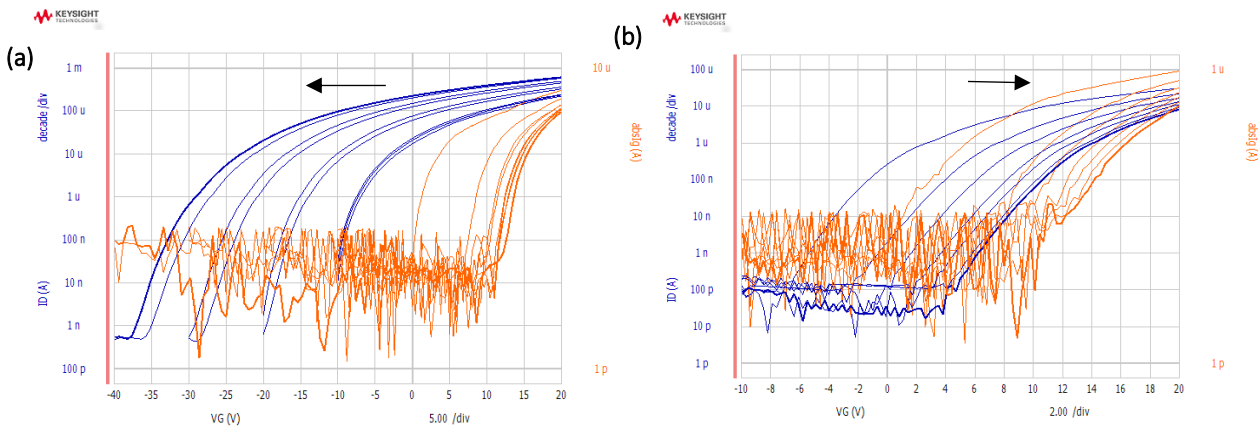 (a)
KEYSIGHT
TECHNOLOGIES
decade /div
ID (A)
1 m
100 u
10 u
1 u
100 n
10 n
1 n
100 p
10 u
absIg (A)
1 p
-40 -35 -30 -25 -20 -15 -10 -5 0 5 10 15 20
VG (V) 5.00 /div
(b)
KEYSIGHT
TECHNOLOGIES
decade /div
ID (A)
100 u
10 u
1 u
100 n
10 n
1 n
100 p
10 p
1 p
1 u
absIg (A)
1 p
-10 -8 -6 -4 -2 0 2 4 6 8 10 12 14 16 18 20
VG (V) 2.00 /div